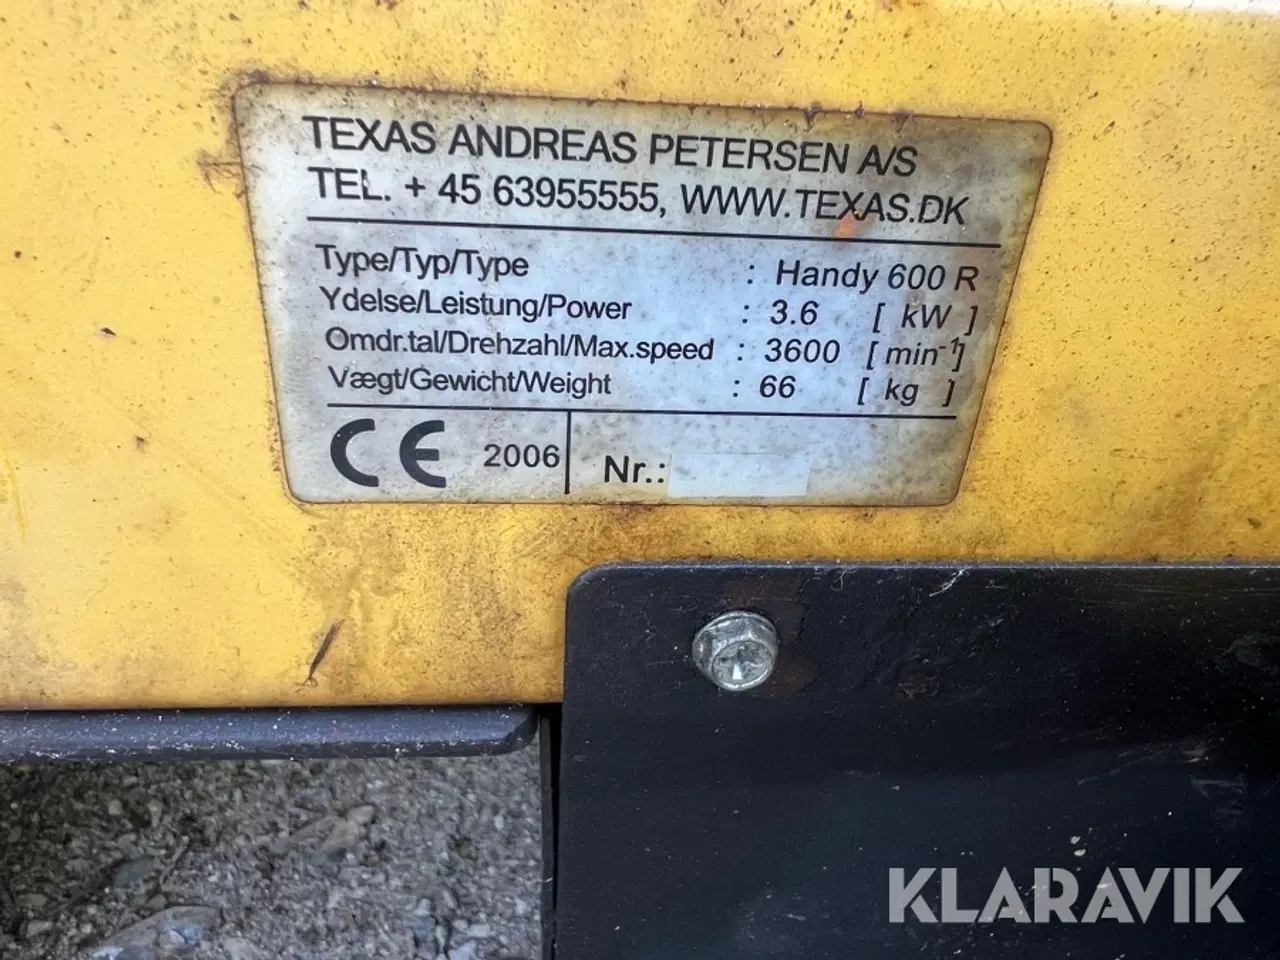 TEXAS ANDREAS PETERSEN A/S
TEL. + 45 63955555, WWW.TEXAS.DK
Type/Typ/Type : Handy 600 R
Ydelse/Leistung/Power : 3.6 [ kW ]
Omdr.tal/Drehzahl/Max.speed : 3600 [ min⁻¹]
Vægt/Gewicht/Weight : 66 [ kg ]
CE 2006 Nr.:
KLARAVIK